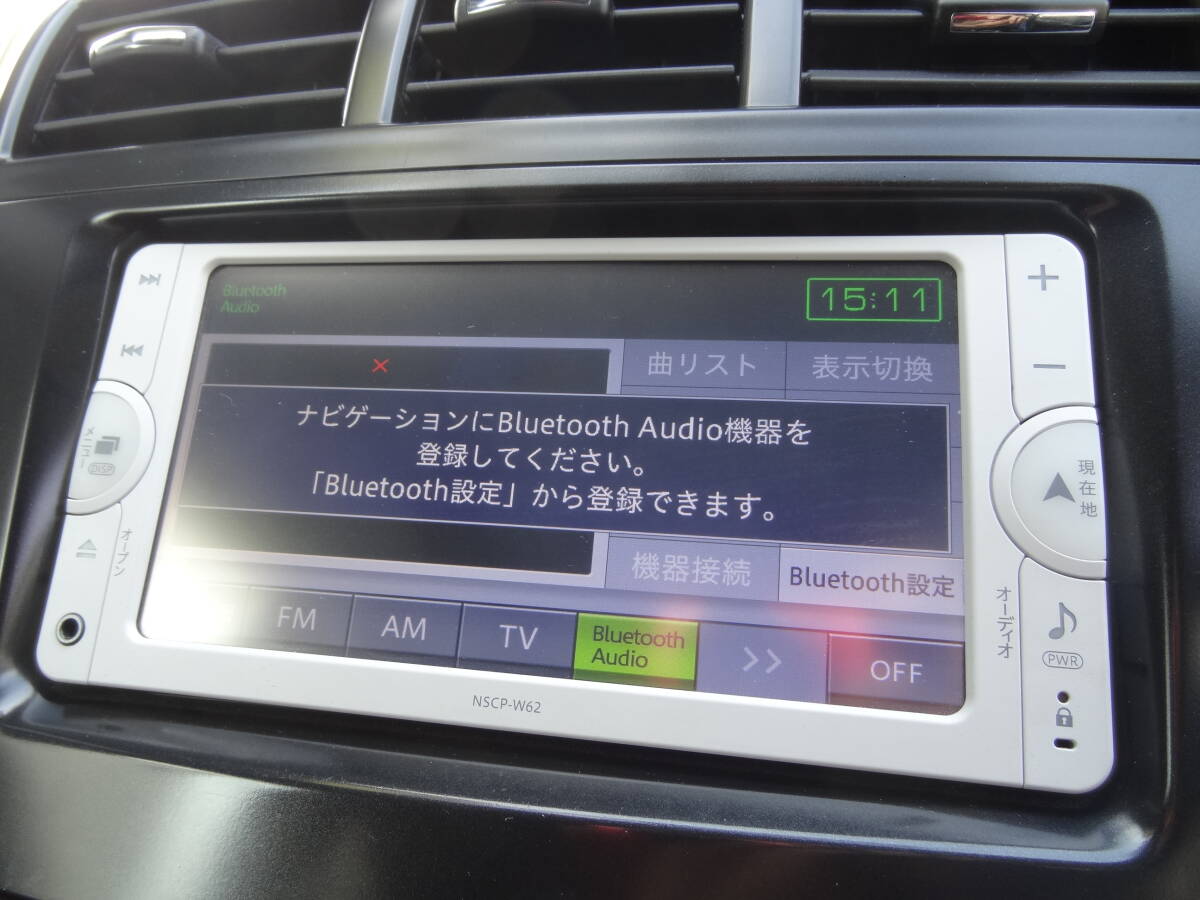 Bluetooth
Audio
15:11
曲リスト
表示切換
ナビゲーションにBluetooth Audio機器を
登録してください。
「Bluetooth設定」から登録できます。
機器接続
Bluetooth設定
FM
AM
TV
Bluetooth
Audio
>>
OFF
NSCP-W62
メニュー
DISP
オープン
現在地
オーディオ
PWR